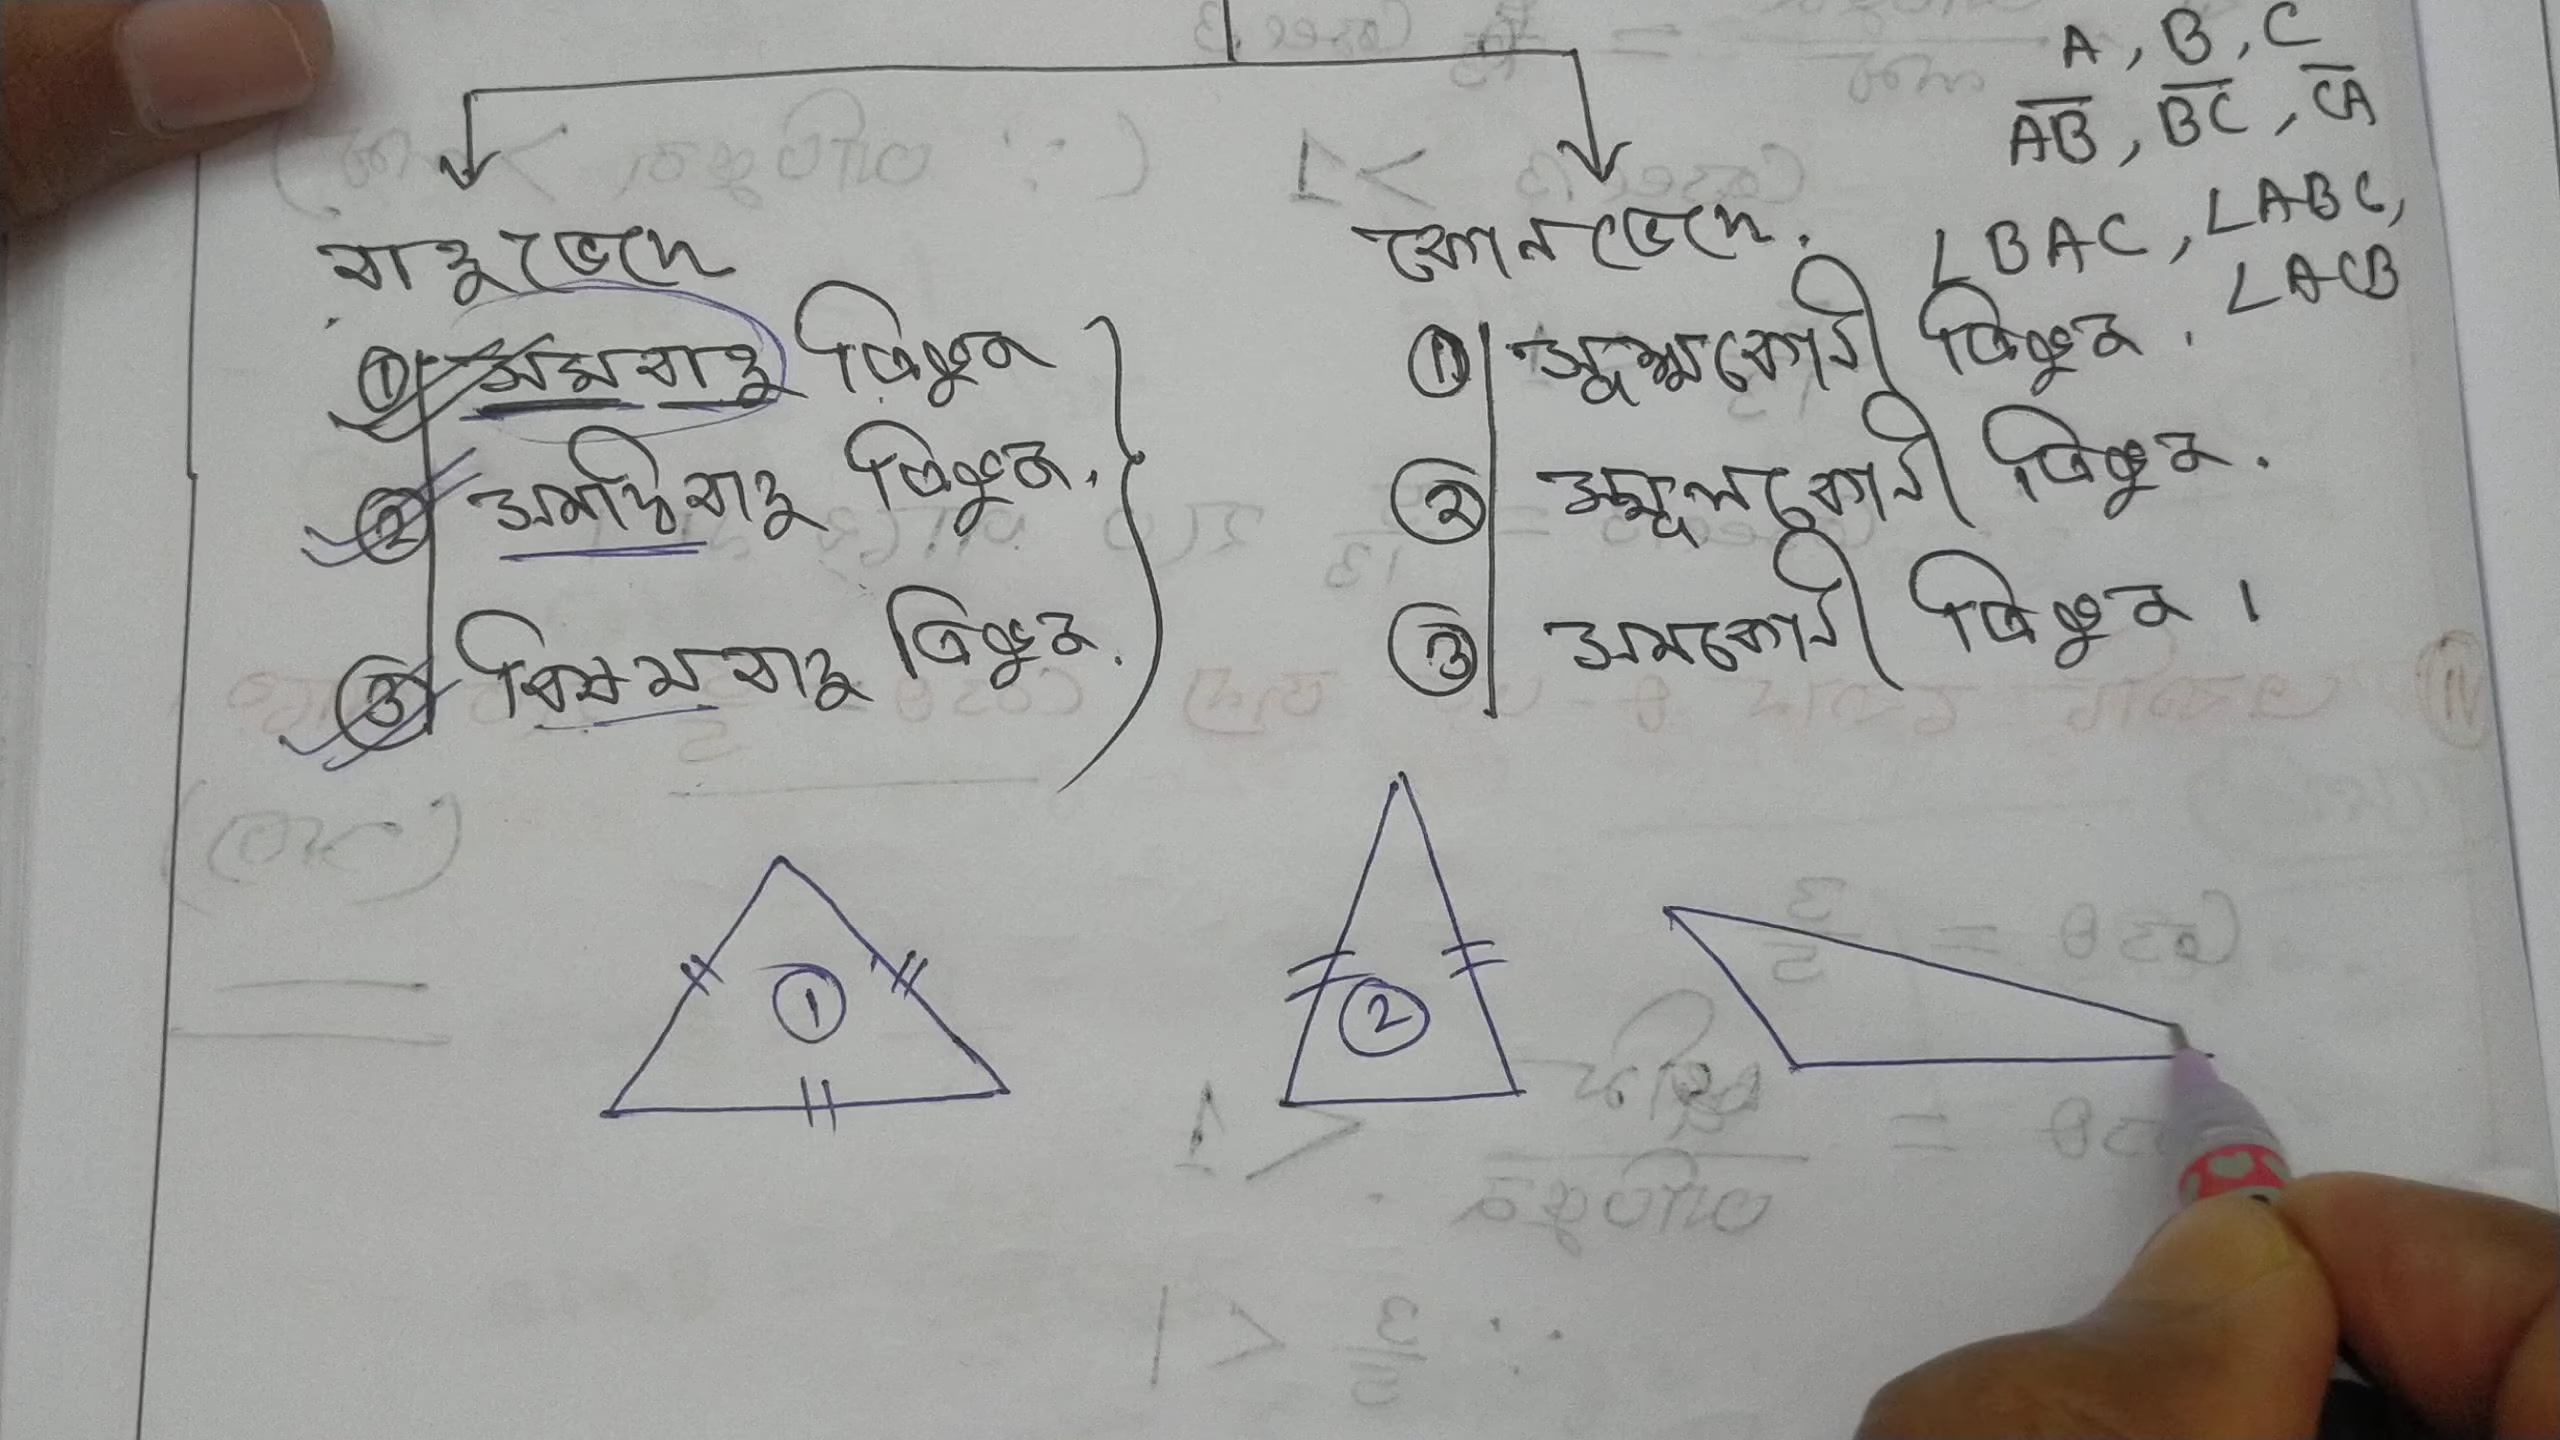 A, B, C
AB, BC, CA
∠BAC, ∠ABC,
∠ACB
বাহুভেদে
① সমবাহু ত্রিভুজ
② সমদ্বিবাহু ত্রিভুজ.
③ বিষমবাহু ত্রিভুজ.
কোনভেদে.
① সূক্ষ্মকোনী ত্রিভুজ.
② স্থূলকোনী ত্রিভুজ.
③ সমকোনী ত্রিভুজ।
①
②